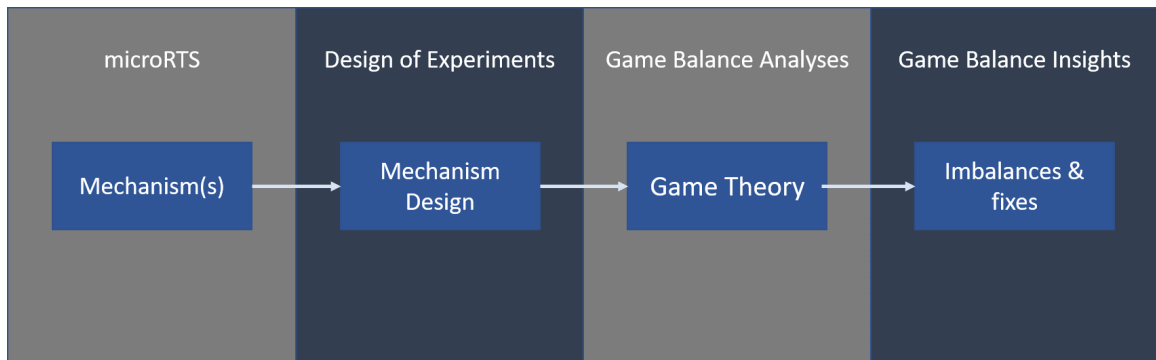 microRTS
Design of Experiments
Game Balance Analyses
Game Balance Insights
Mechanism(s)
Mechanism
Design
Game Theory
Imbalances &
fixes